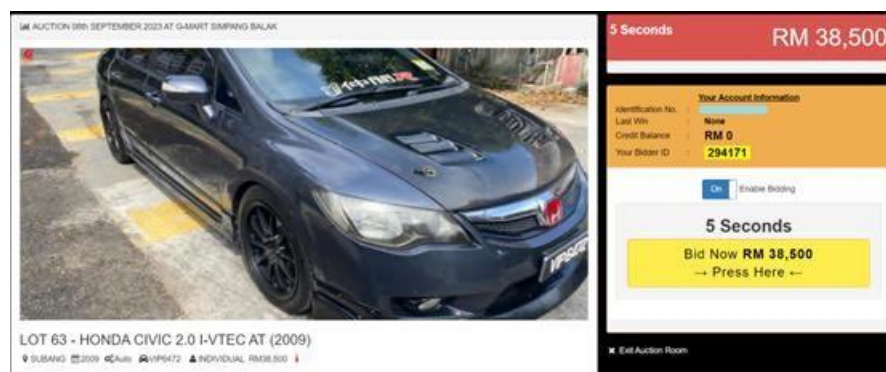 AUCTION 08th SEPTEMBER 2023 AT G-MART SIMPANG BALAK
LOT 63 - HONDA CIVIC 2.0 I-VTEC AT (2009)
SUBANG 2009 Auto VIP6472 INDIVIDUAL RM38,500
5 Seconds
RM 38,500
Your Account Information
Identification No. :
Last Win : None
Credit Balance : RM 0
Your Bidder ID : 294171
On Enable Bidding
5 Seconds
Bid Now RM 38,500
→ Press Here ←
Exit Auction Room